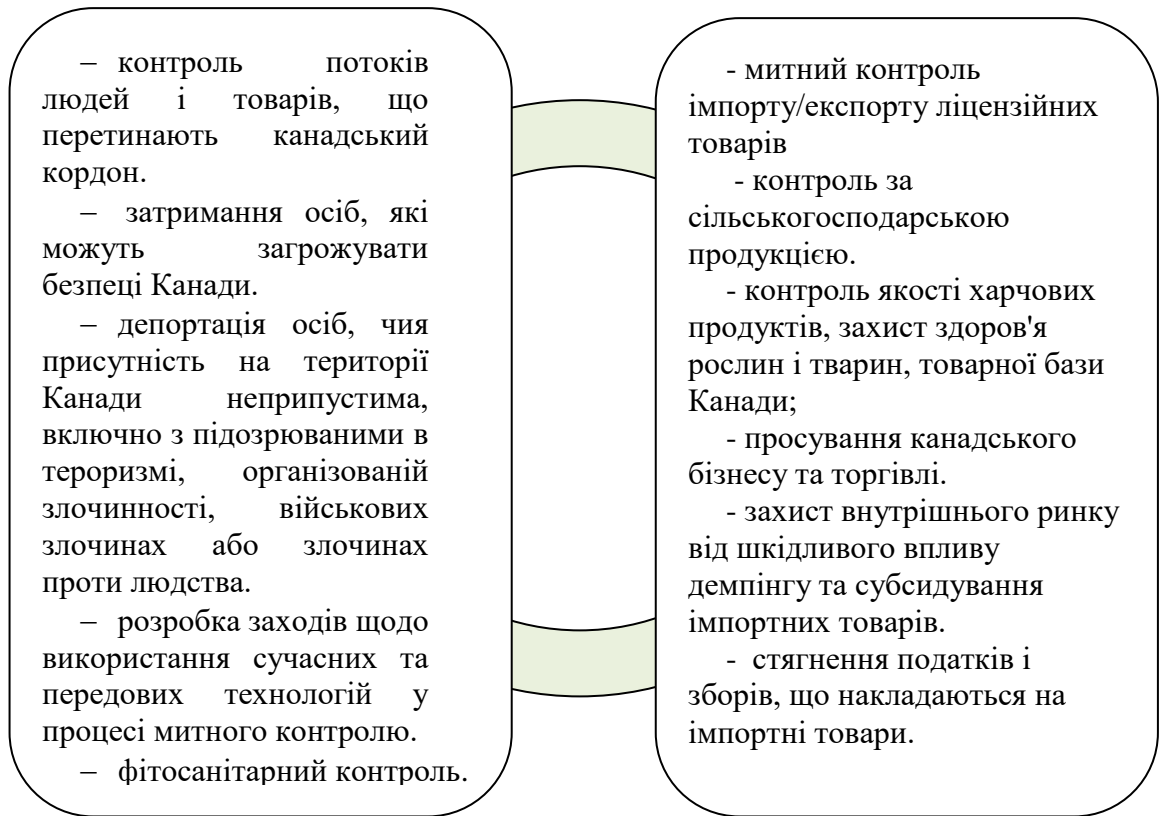 – контроль потоків
людей і товарів, що
перетинають канадський
кордон.
– затримання осіб, які
можуть загрожувати
безпеці Канади.
– депортація осіб, чия
присутність на території
Канади неприпустима,
включно з підозрюваними в
тероризмі, організованій
злочинності, військових
злочинах або злочинах
проти людства.
– розробка заходів щодо
використання сучасних та
передових технологій у
процесі митного контролю.
– фітосанітарний контроль.
- митний контроль
імпорту/експорту ліцензійних
товарів
- контроль за
сільськогосподарською
продукцією.
- контроль якості харчових
продуктів, захист здоров'я
рослин і тварин, товарної бази
Канади;
- просування канадського
бізнесу та торгівлі.
- захист внутрішнього ринку
від шкідливого впливу
демпінгу та субсидування
імпортних товарів.
- стягнення податків і
зборів, що накладаються на
імпортні товари.